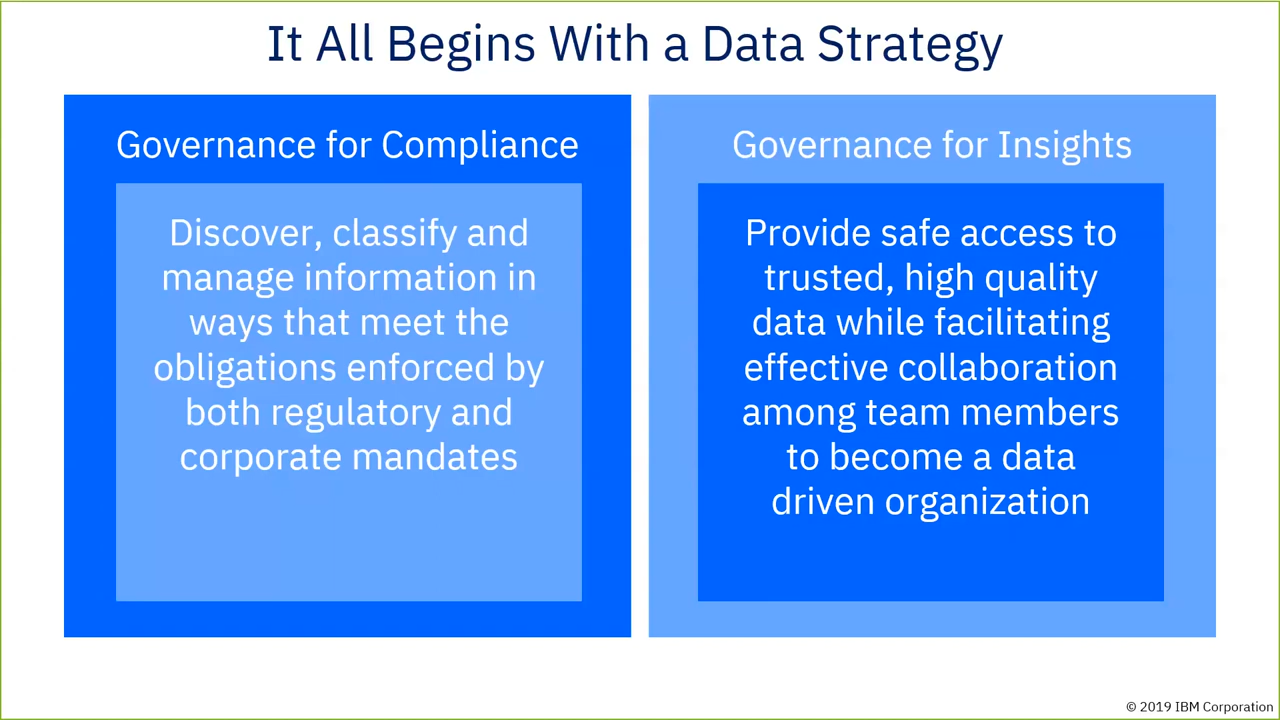 It All Begins With a Data Strategy
Governance for Compliance
Discover, classify and
manage information in
ways that meet the
obligations enforced by
both regulatory and
corporate mandates
Governance for Insights
Provide safe access to
trusted, high quality
data while facilitating
effective collaboration
among team members
to become a data
driven organization
© 2019 IBM Corporation